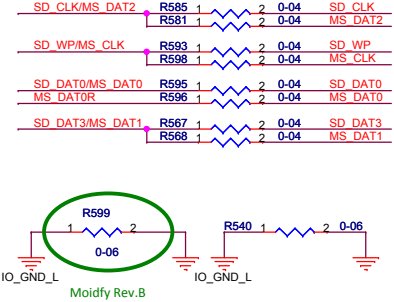 SD_CLK/MS_DAT2 R585 1 2 0-04 SD_CLK
R581 1 2 0-04 MS_DAT2
SD_WP/MS_CLK R593 1 2 0-04 SD_WP
R598 1 2 0-04 MS_CLK
SD_DAT0/MS_DAT0 R595 1 2 0-04 SD_DAT0
MS_DAT0R R596 1 2 0-04 MS_DAT0
SD_DAT3/MS_DAT1 R567 1 2 0-04 SD_DAT3
R568 1 2 0-04 MS_DAT1
R599
1 2
0-06
R540 1 2 0-06
IO_GND_L
IO_GND_L
Moidfy Rev.B